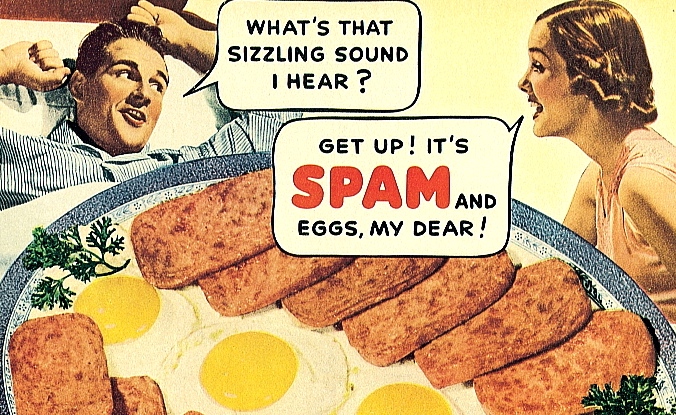 WHAT'S THAT
SIZZLING SOUND
I HEAR?
GET UP! IT'S
SPAM AND
EGGS, MY DEAR!